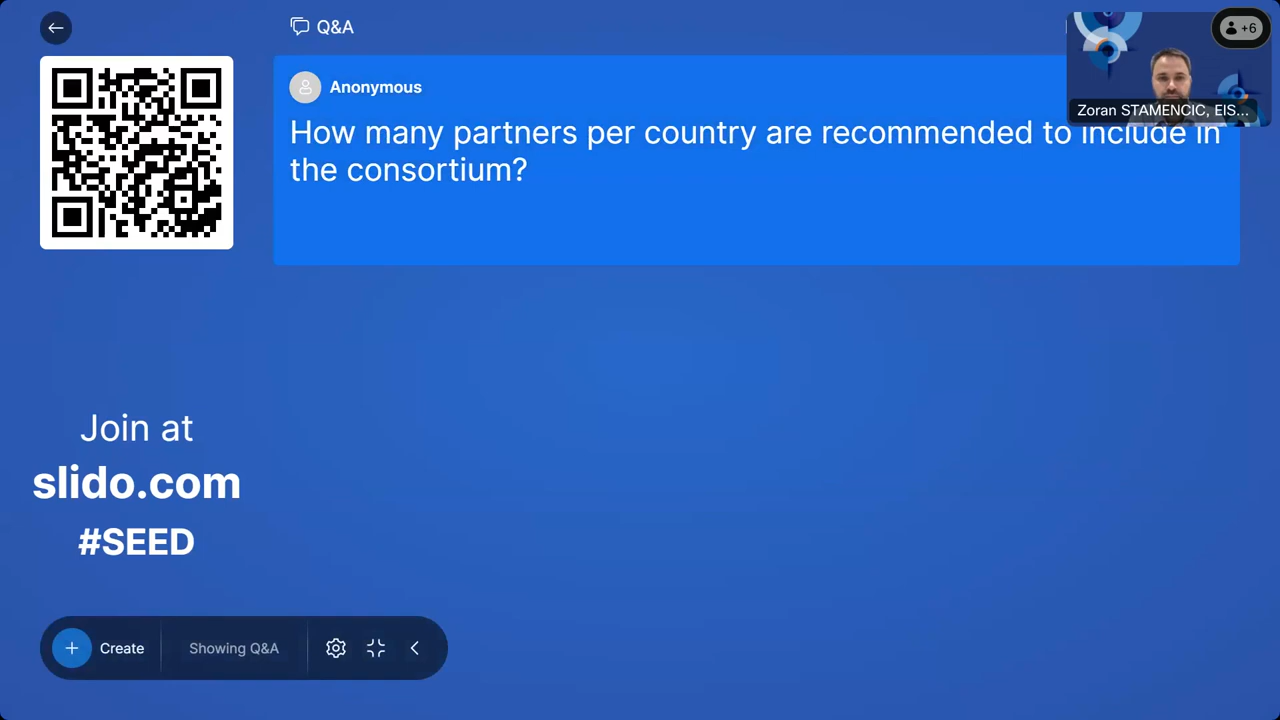 Q&A
+6
Anonymous
Zoran STAMENCIC, EIS...
How many partners per country are recommended to include in
the consortium?
Join at
slido.com
#SEED
Create
Showing Q&A